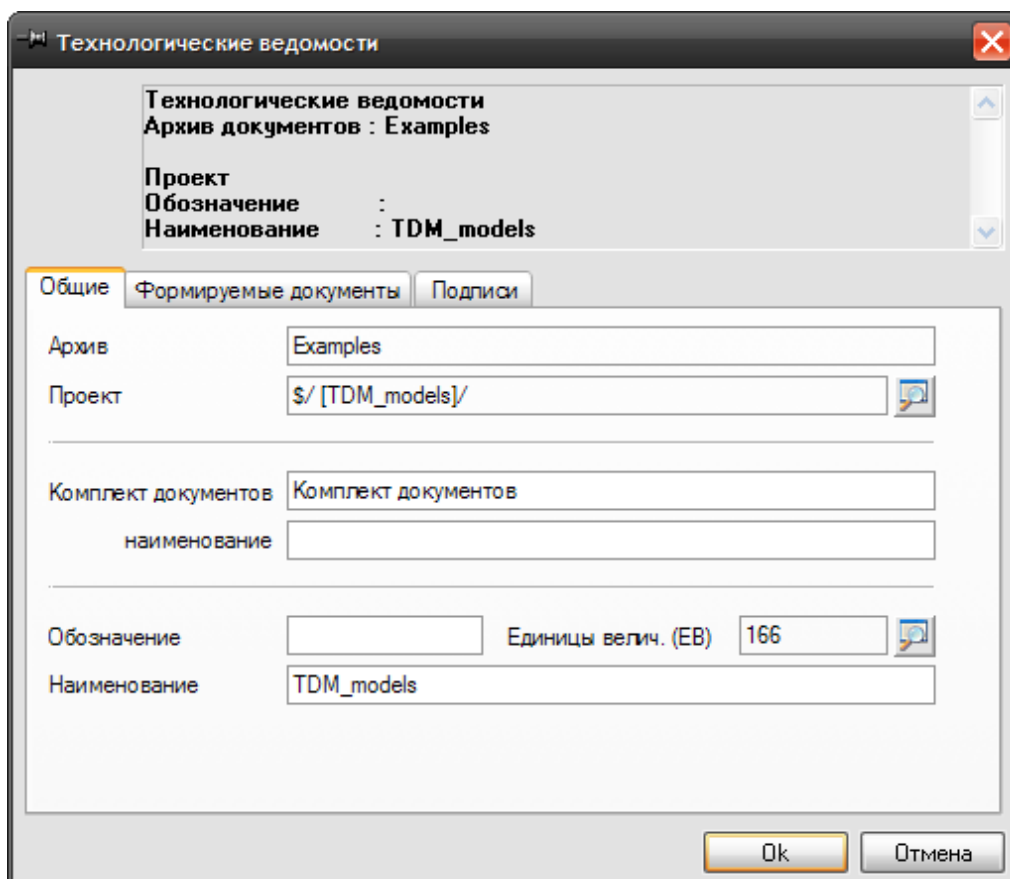 Технологические ведомости
Технологические ведомости
Архив документов : Examples
Проект
Обозначение :
Наименование : TDM_models
Общие Формируемые документы Подписи
Архив Examples
Проект $/ [TDM_models]/
Комплект документов Комплект документов
наименование
Обозначение Единицы велич. (ЕВ) 166
Наименование TDM_models
Ok Отмена